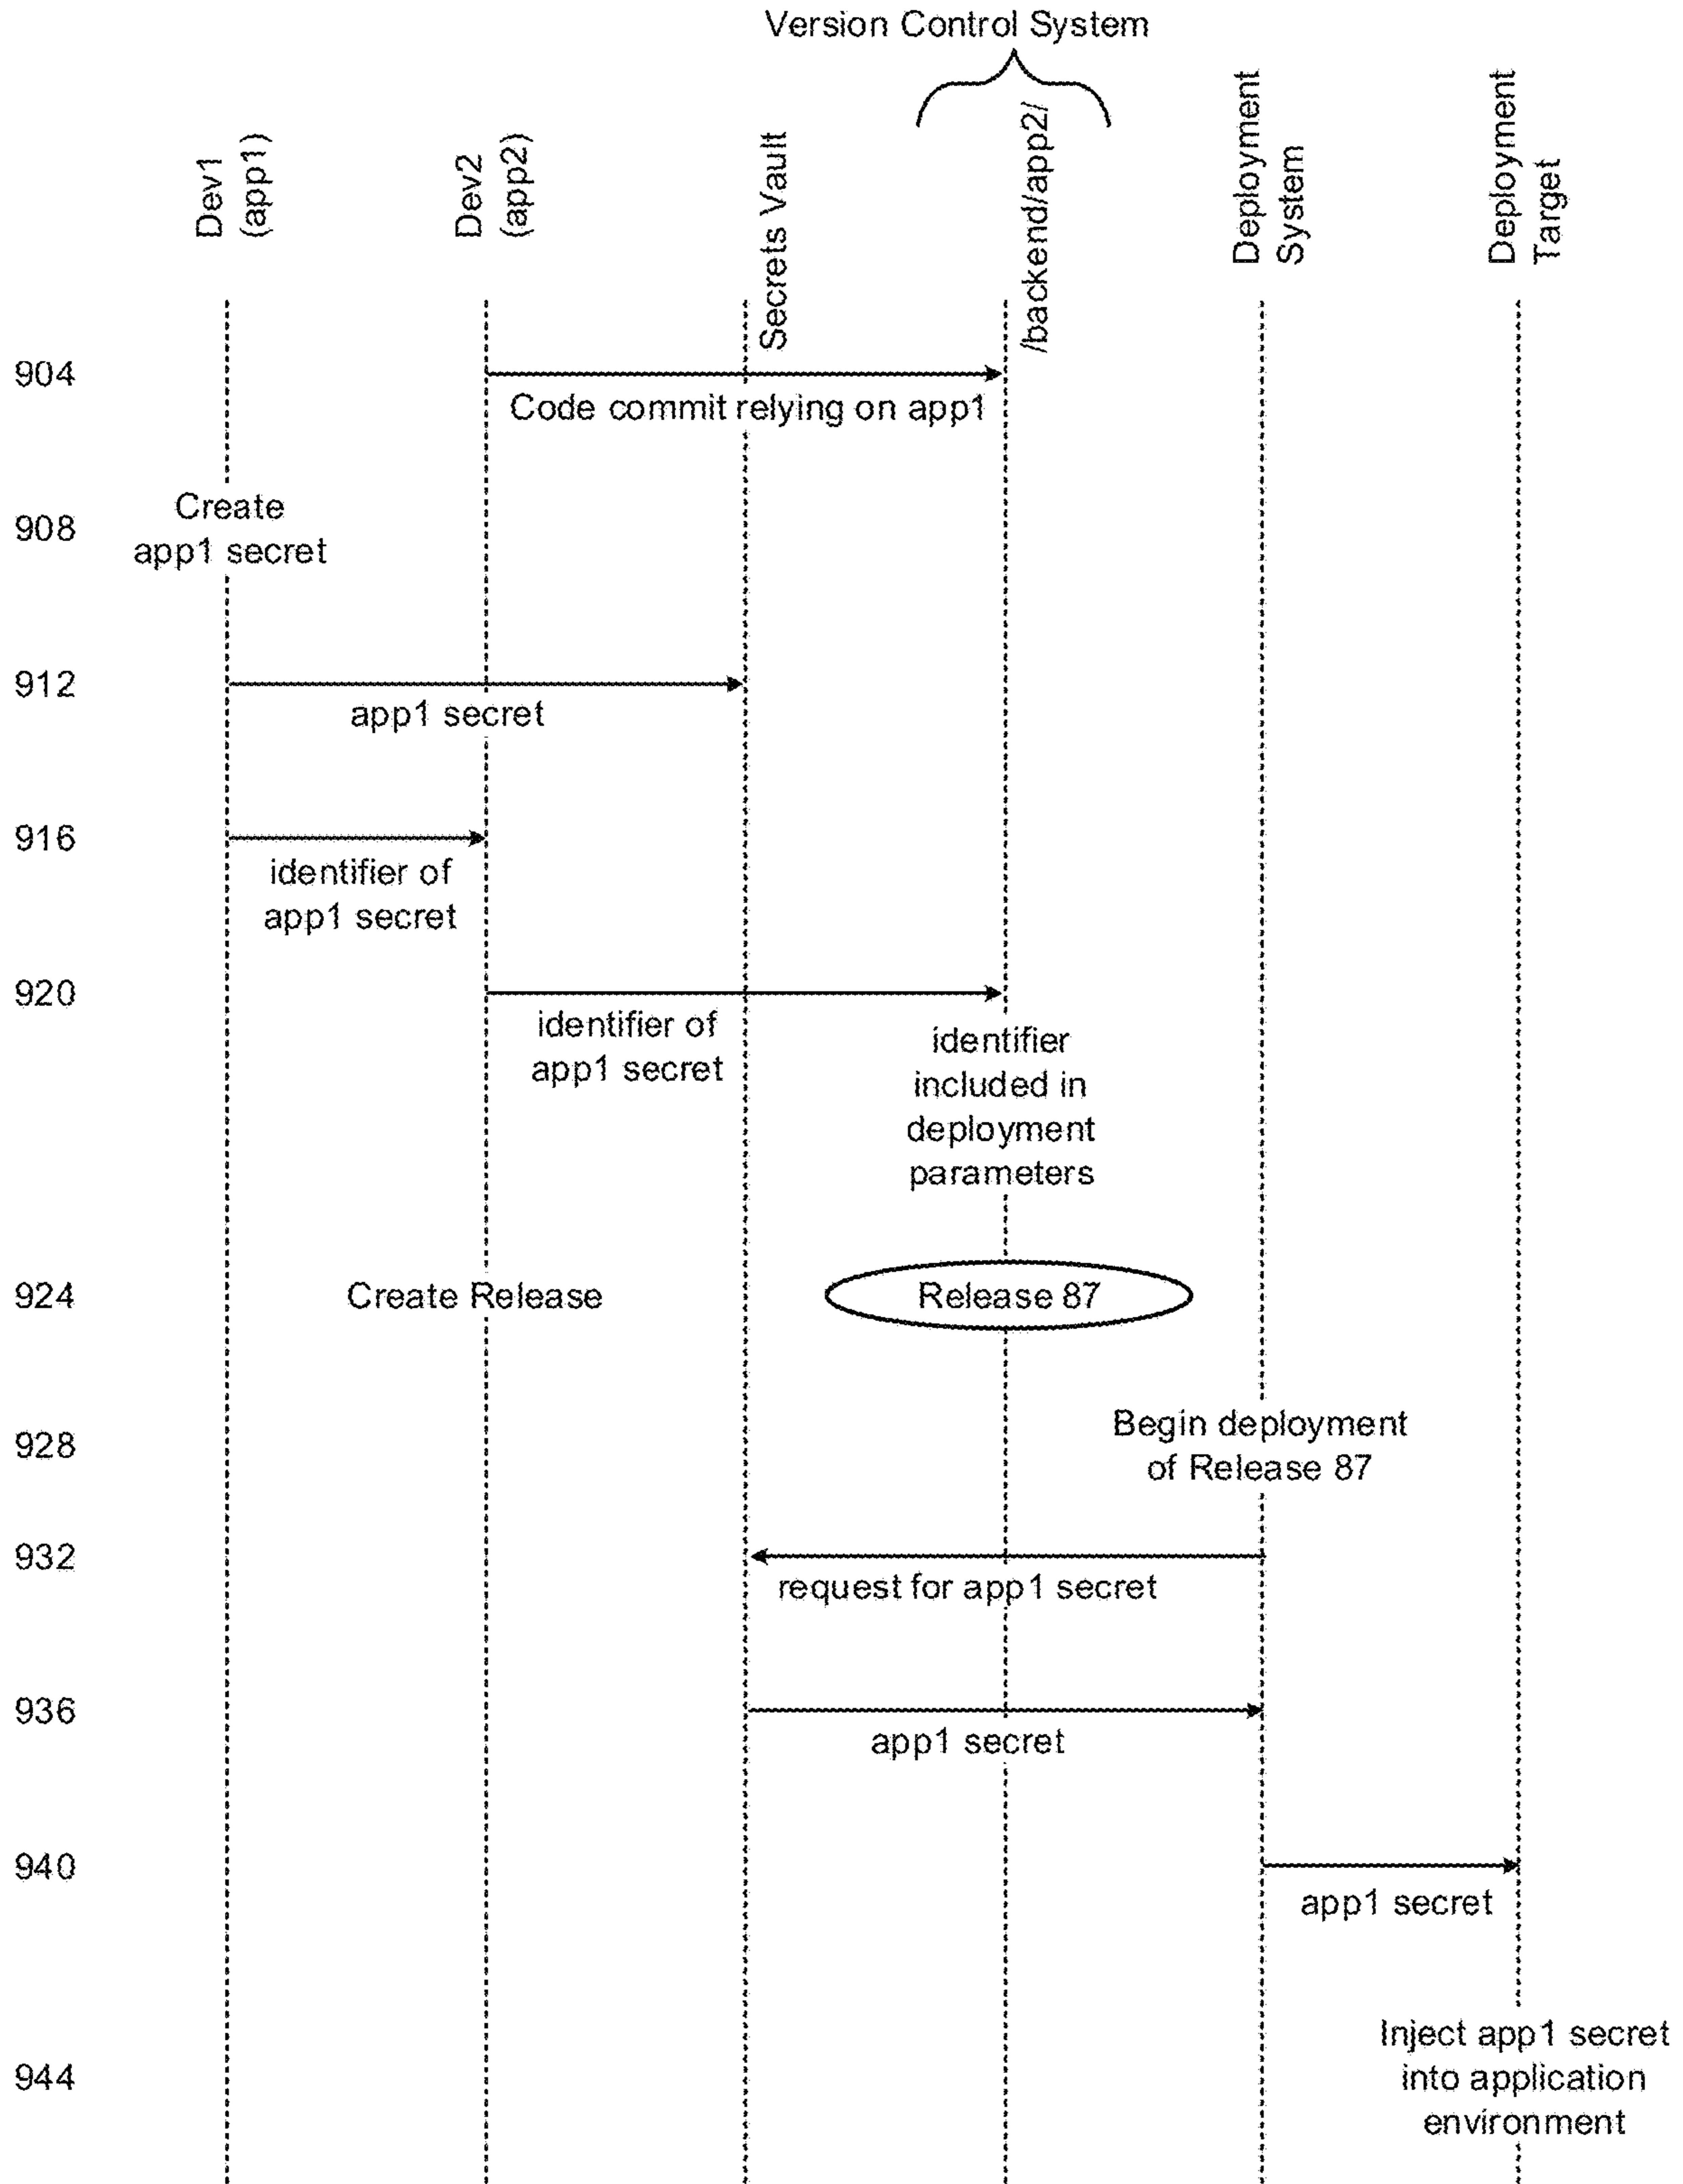 Version Control System
Dev1
(app1)
Dev2
(app2)
Secrets Vault
/backend/app2/
Deployment
System
Deployment
Target
904
Code commit relying on app1
908
Create
app1 secret
912
app1 secret
916
identifier of
app1 secret
920
identifier of
app1 secret
identifier
included in
deployment
parameters
924
Create Release
Release 87
928
Begin deployment
of Release 87
932
request for app1 secret
936
app1 secret
940
app1 secret
944
Inject app1 secret
into application
environment